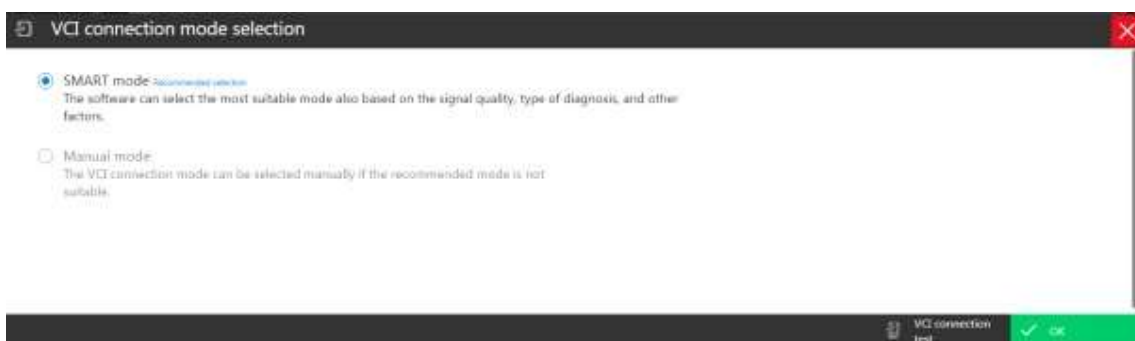 VCI connection mode selection
SMART mode Recommended selection
The software can select the most suitable mode also based on the signal quality, type of diagnosis, and other
factors.
Manual mode
The VCI connection mode can be selected manually if the recommended mode is not
suitable.
VCI connection
test
OK